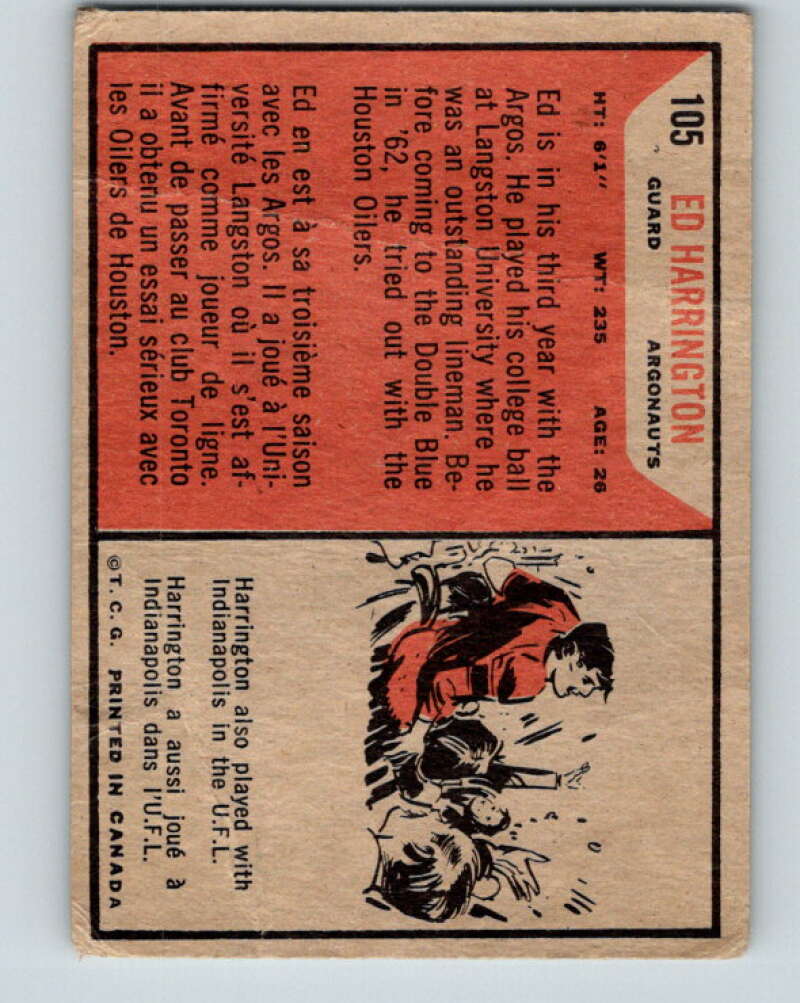 105 ED HARRINGTON
GUARD ARGONAUTS
HT: 6'1" WT: 235 AGE: 26
Ed is in his third year with the
Argos. He played his college ball
at Langston University where he
was an outstanding lineman. Be-
fore coming to the Double Blue
in '62, he tried out with the
Houston Oilers.
Ed en est à sa troisième saison
avec les Argos. Il a joué à l'Uni-
versité Langston où il s'est af-
firmé comme joueur de ligne.
Avant de passer au club Toronto
il a obtenu un essai sérieux avec
les Oilers de Houston.
Harrington also played with
Indianapolis in the U.F.L.
Harrington a aussi joué à
Indianapolis dans l'U.F.L.
©T.C.G. PRINTED IN CANADA